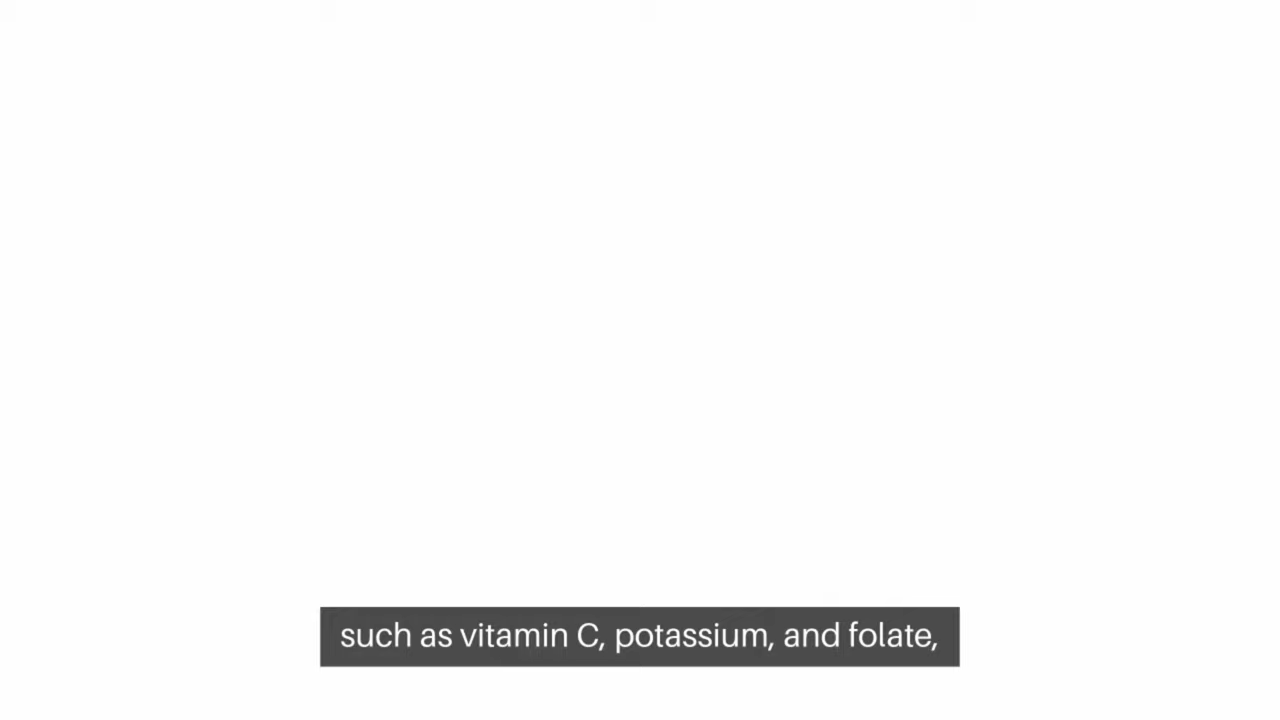 such as vitamin C, potassium, and folate,